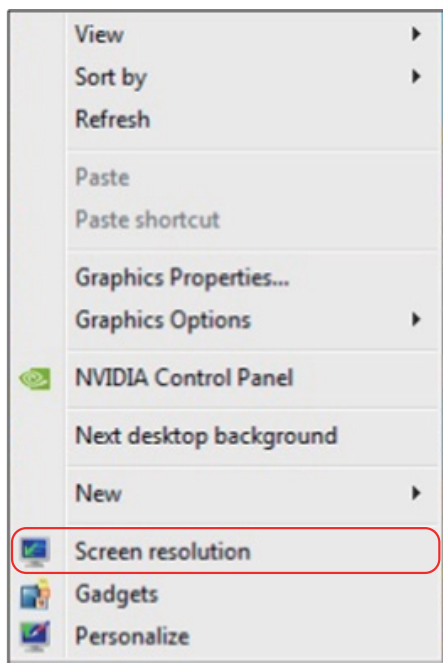 View
Sort by
Refresh
Paste
Paste shortcut
Graphics Properties...
Graphics Options
NVIDIA Control Panel
Next desktop background
New
Screen resolution
Gadgets
Personalize